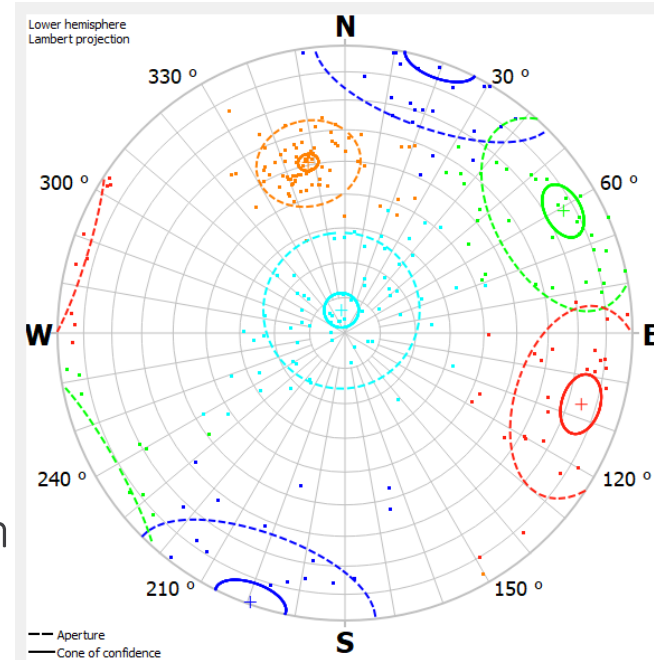 Lower hemisphere
Lambert projection
N
330 º
30 º
300 º
60 º
W
E
240 º
120 º
n
210 º
150 º
S
Aperture
Cone of confidence